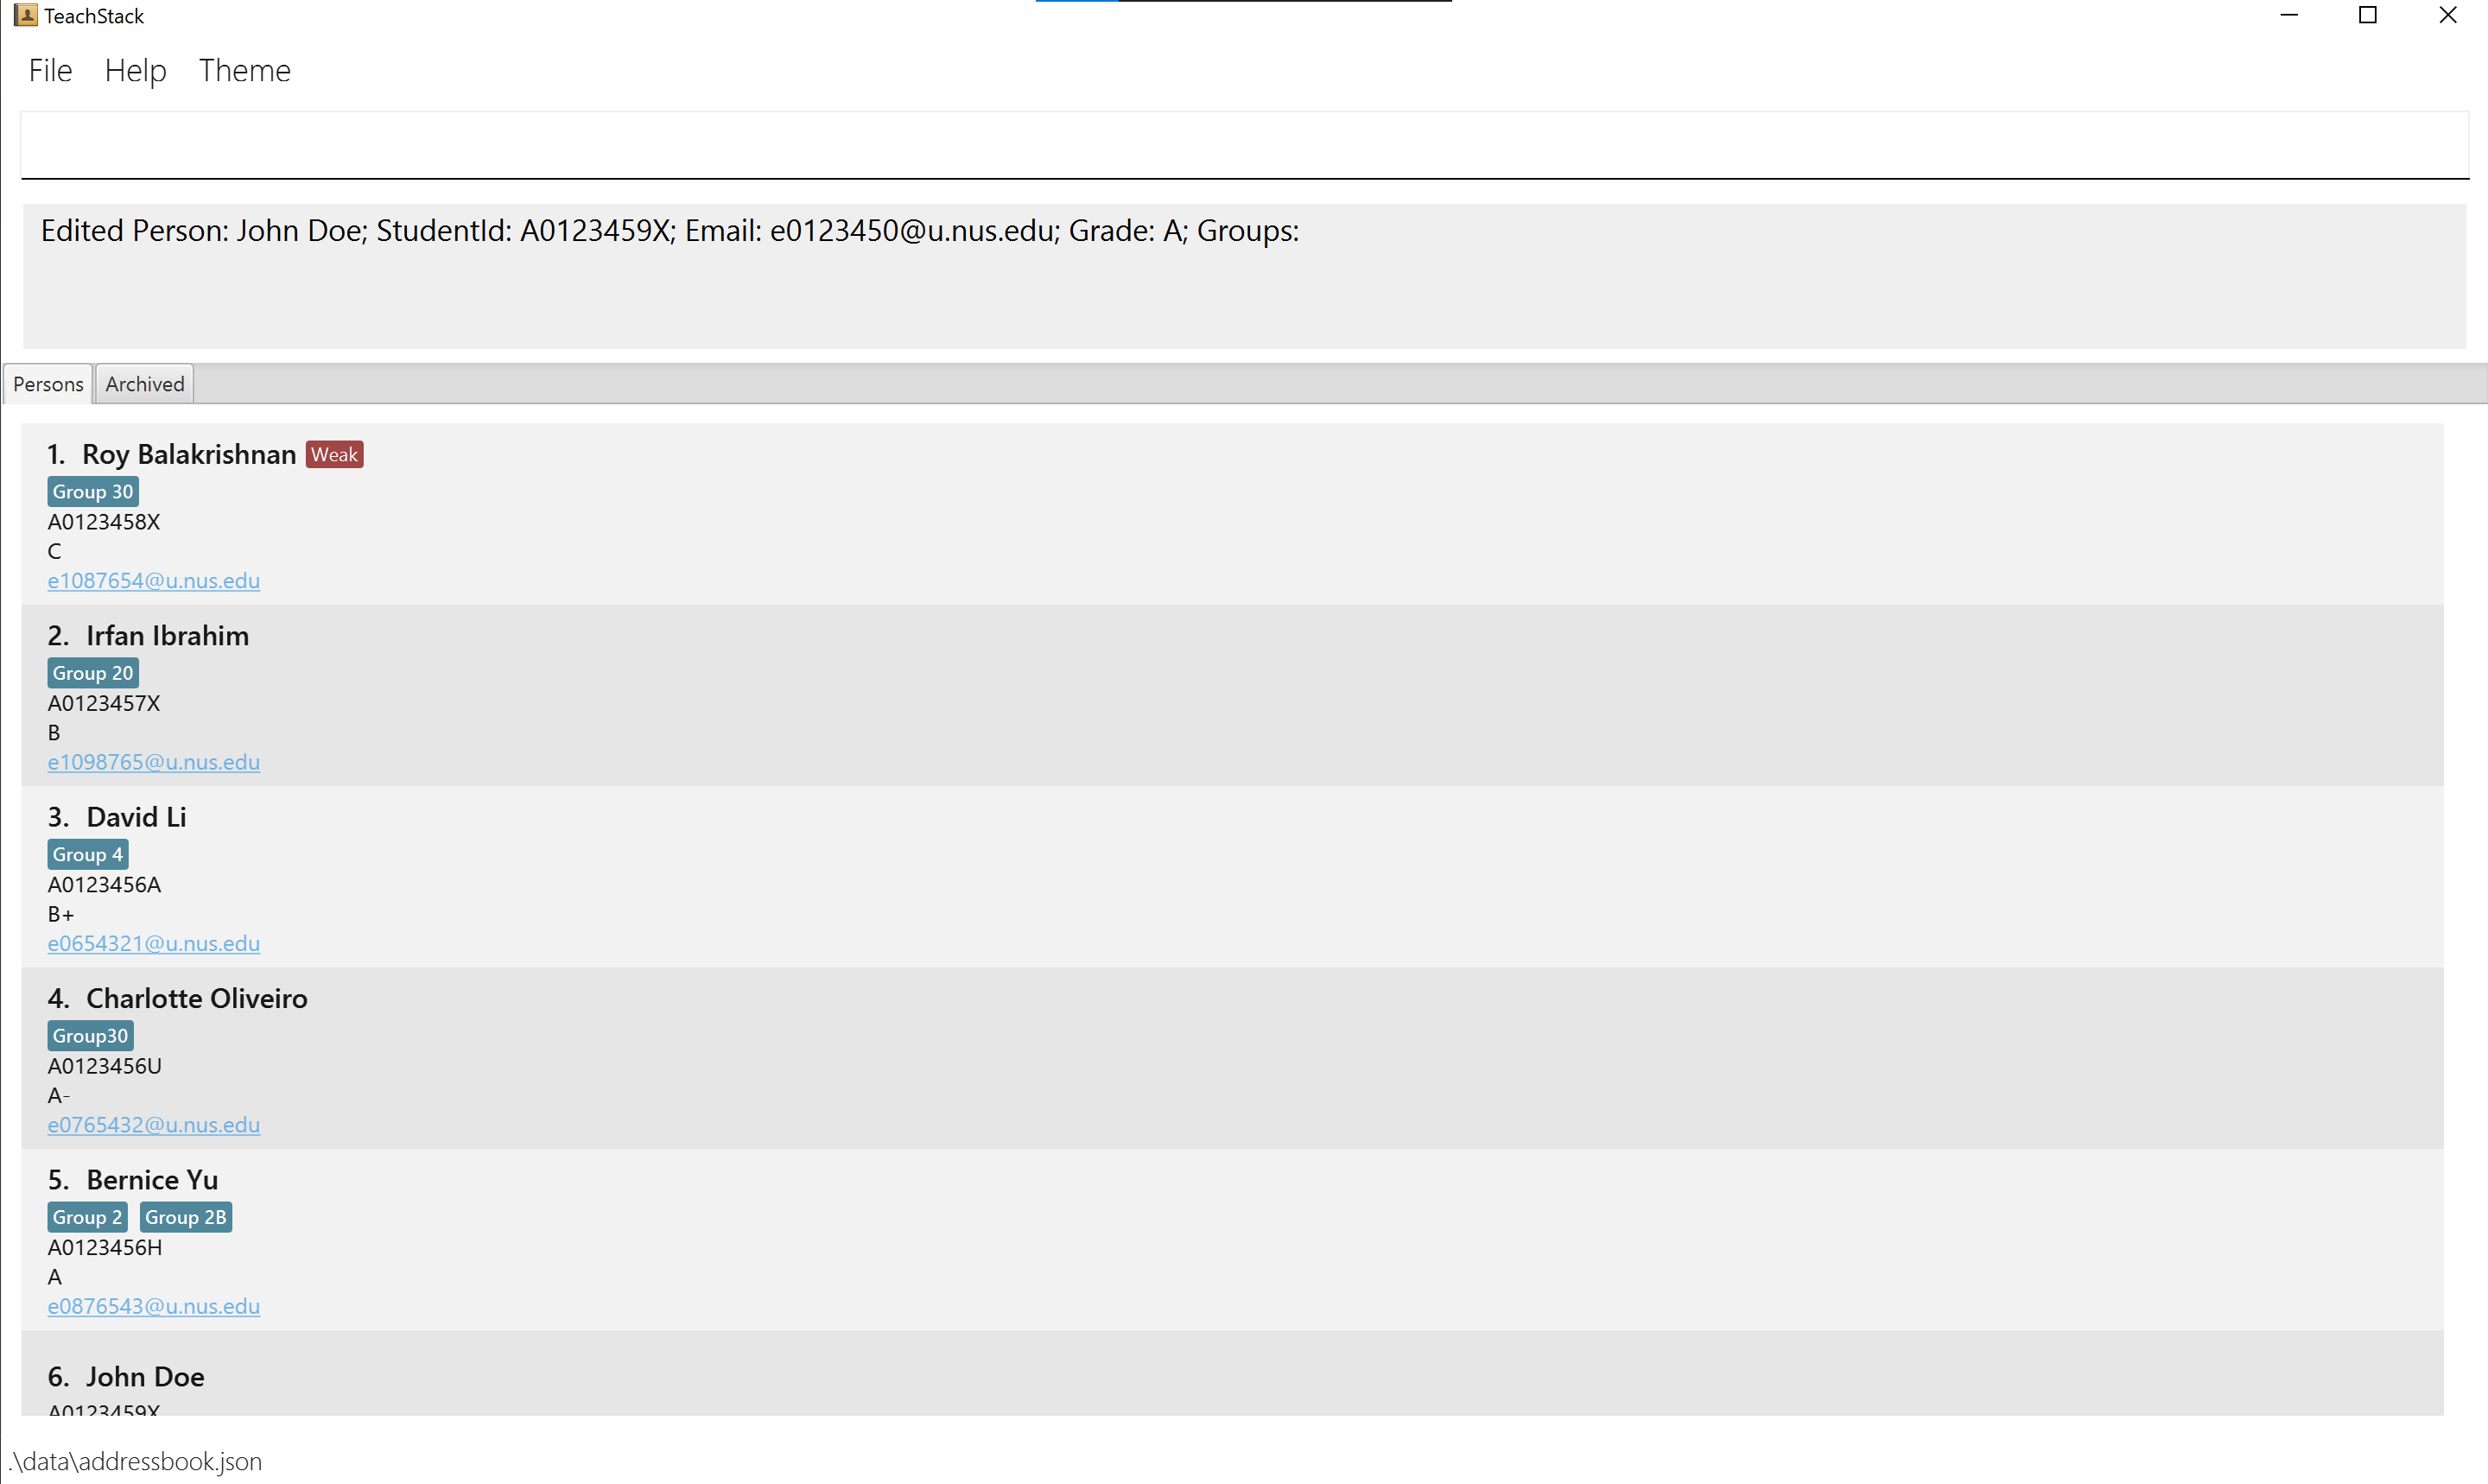 TeachStack
File Help Theme
Edited Person: John Doe; StudentId: A0123459X; Email: e0123450@u.nus.edu; Grade: A; Groups:
Persons Archived
1. Roy Balakrishnan Weak
Group 30
A0123458X
C
e1087654@u.nus.edu
2. Irfan Ibrahim
Group 20
A0123457X
B
e1098765@u.nus.edu
3. David Li
Group 4
A0123456A
B+
e0654321@u.nus.edu
4. Charlotte Oliveiro
Group30
A0123456U
A-
e0765432@u.nus.edu
5. Bernice Yu
Group 2 Group 2B
A0123456H
A
e0876543@u.nus.edu
6. John Doe
A0123459X
.\data\addressbook.json